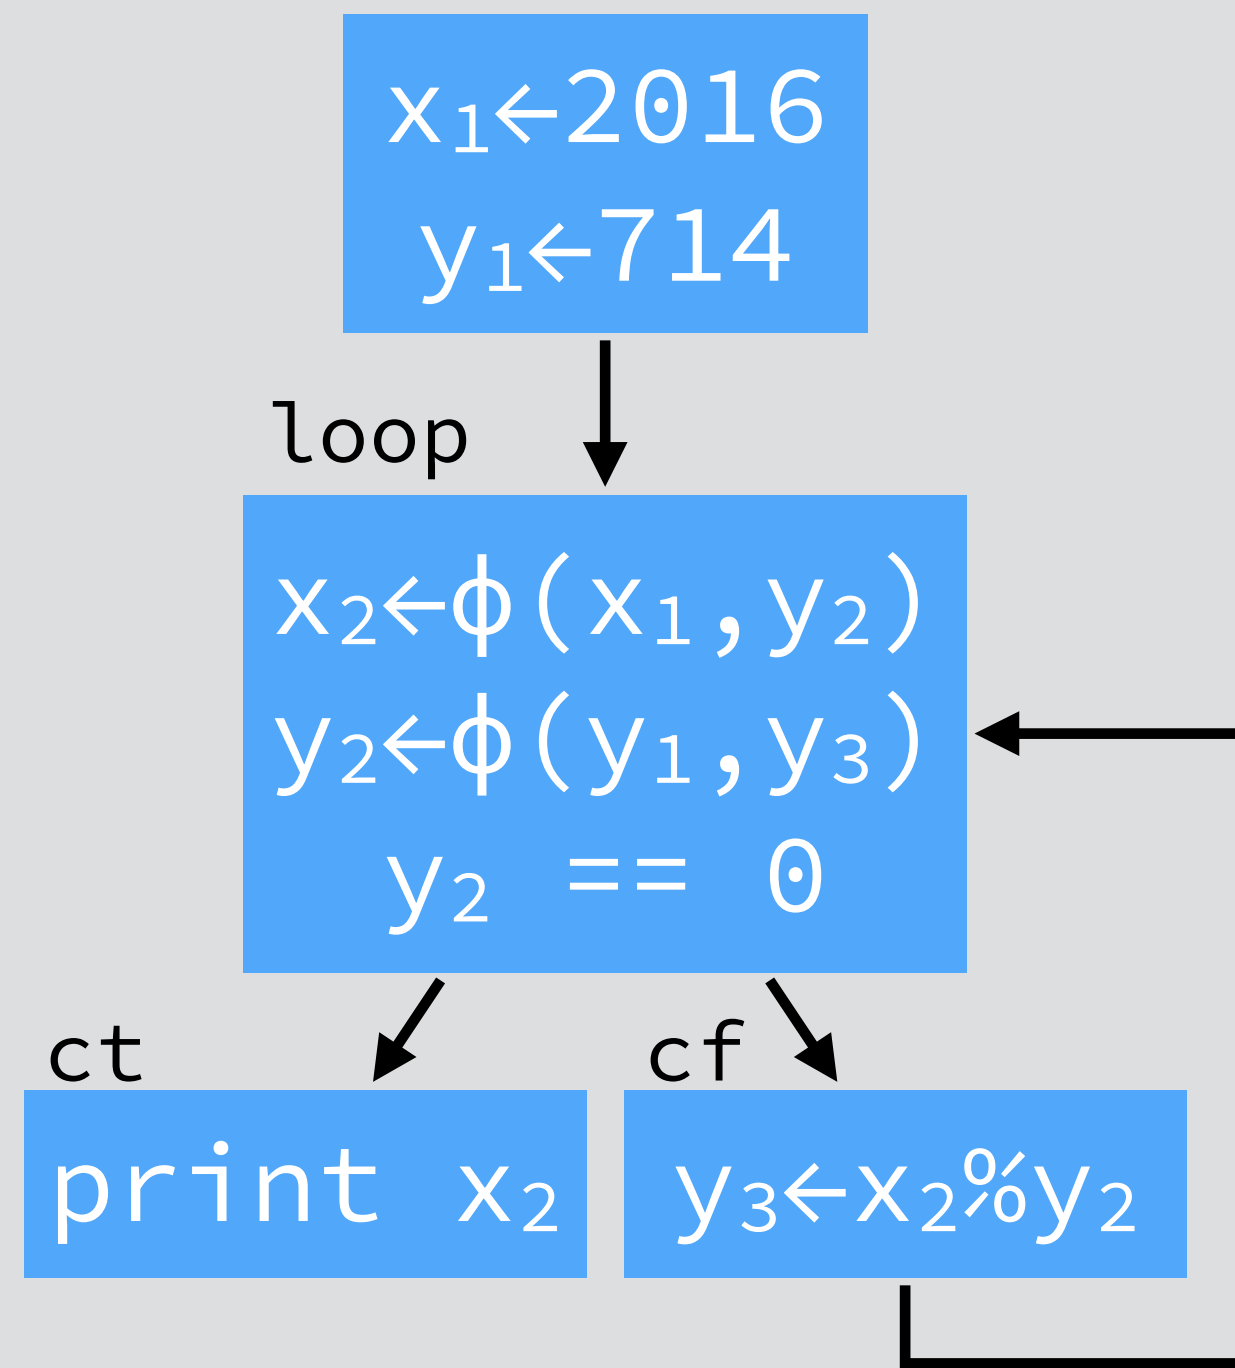 x₁←2016
y₁←714
loop
x₂←ϕ(x₁,y₂)
y₂←ϕ(y₁,y₃)
y₂ == 0
ct
cf
print x₂
y₃←x₂%y₂